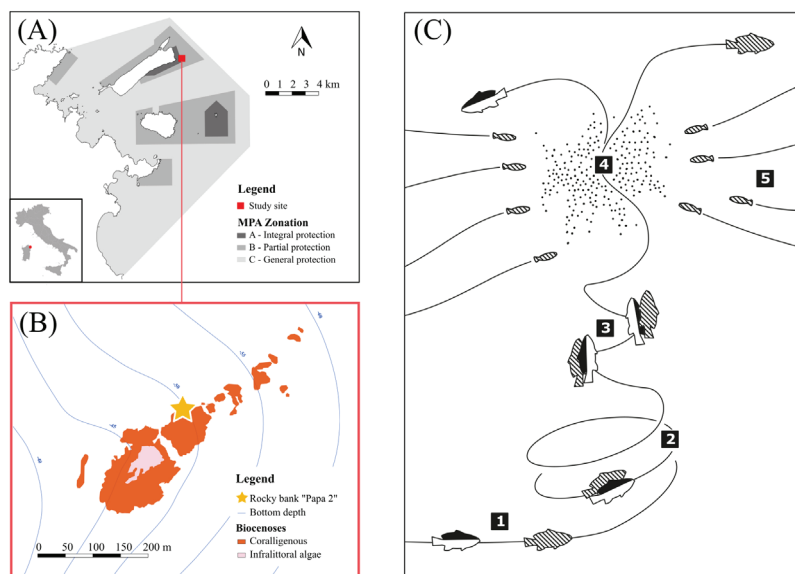 (A)
N
0 1 2 3 4 km
Legend
Study site
MPA Zonation
A - Integral protection
B - Partial protection
C - General protection
(B)
Legend
Rocky bank "Papa 2"
Bottom depth
Biocenoses
Coralligenous
Infralittoral algae
0 50 100 150 200 m
(C)
4
5
3
2
1